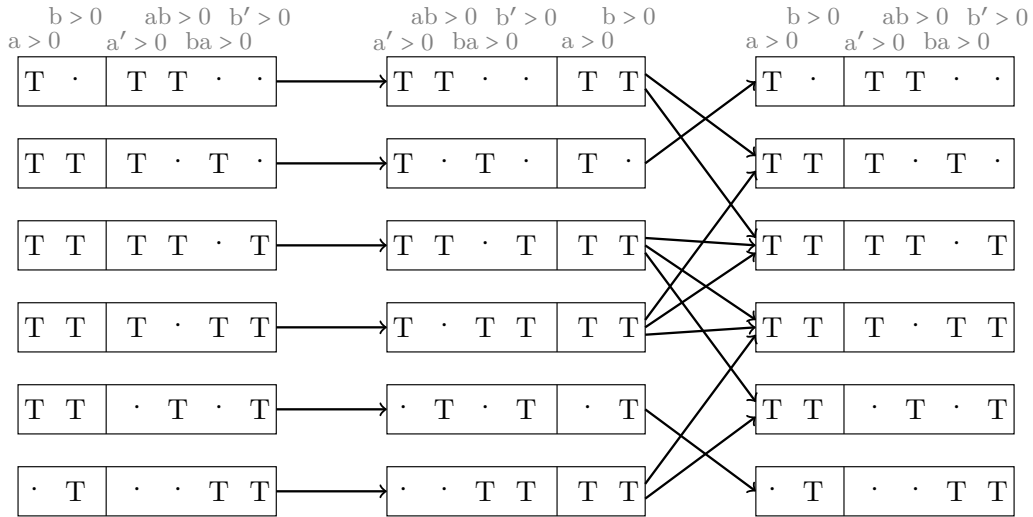 b > 0 ab > 0 b′ > 0 ab > 0 b′ > 0 b > 0 b > 0 ab > 0 b′ > 0
a > 0 a′ > 0 ba > 0 a′ > 0 ba > 0 a > 0 a > 0 a′ > 0 ba > 0
T · T T · · T T · · T T T · T T · ·
T T T · T · T · T · T · T T T · T ·
T T T T · T T T · T T T T T T T · T
T T T · T T T · T T T T T T T · T T
T T · T · T · T · T · T T T · T · T
· T · · T T · · T T T T · T · · T T